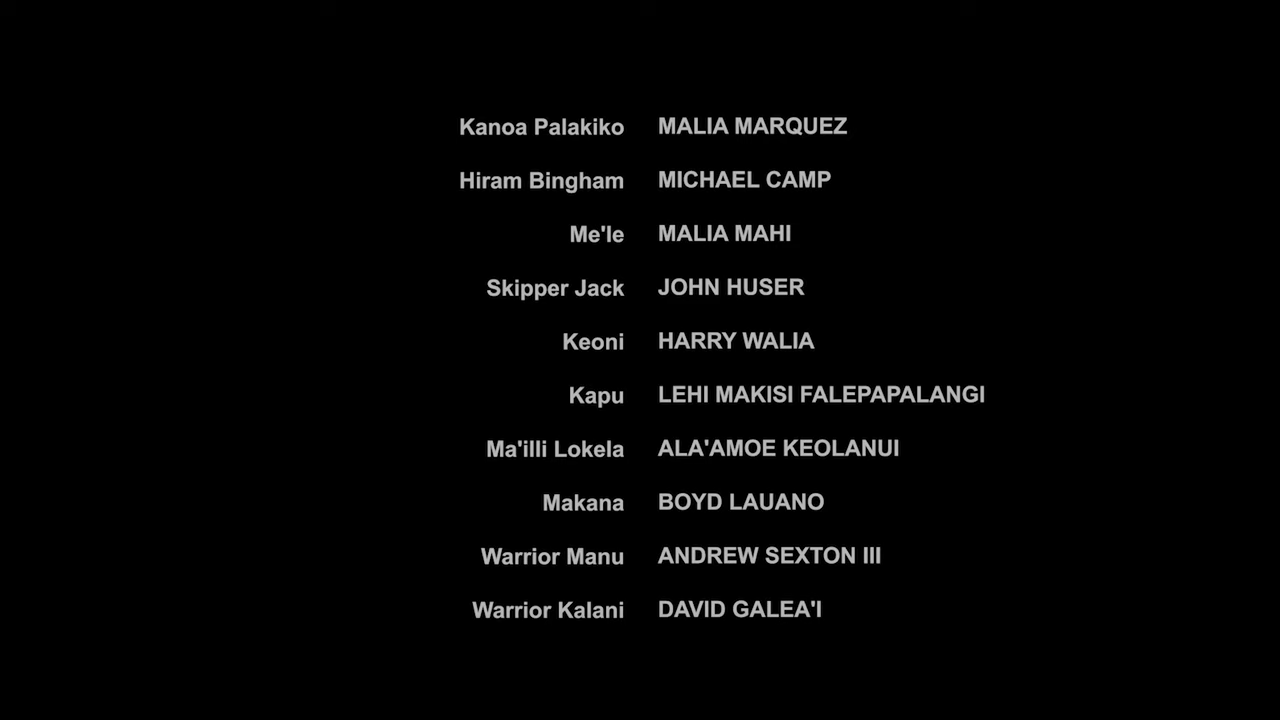 Kanoa Palakiko MALIA MARQUEZ
Hiram Bingham MICHAEL CAMP
Me'le MALIA MAHI
Skipper Jack JOHN HUSER
Keoni HARRY WALIA
Kapu LEHI MAKISI FALEPAPALANGI
Ma'illi Lokela ALA'AMOE KEOLANUI
Makana BOYD LAUANO
Warrior Manu ANDREW SEXTON III
Warrior Kalani DAVID GALEA'I